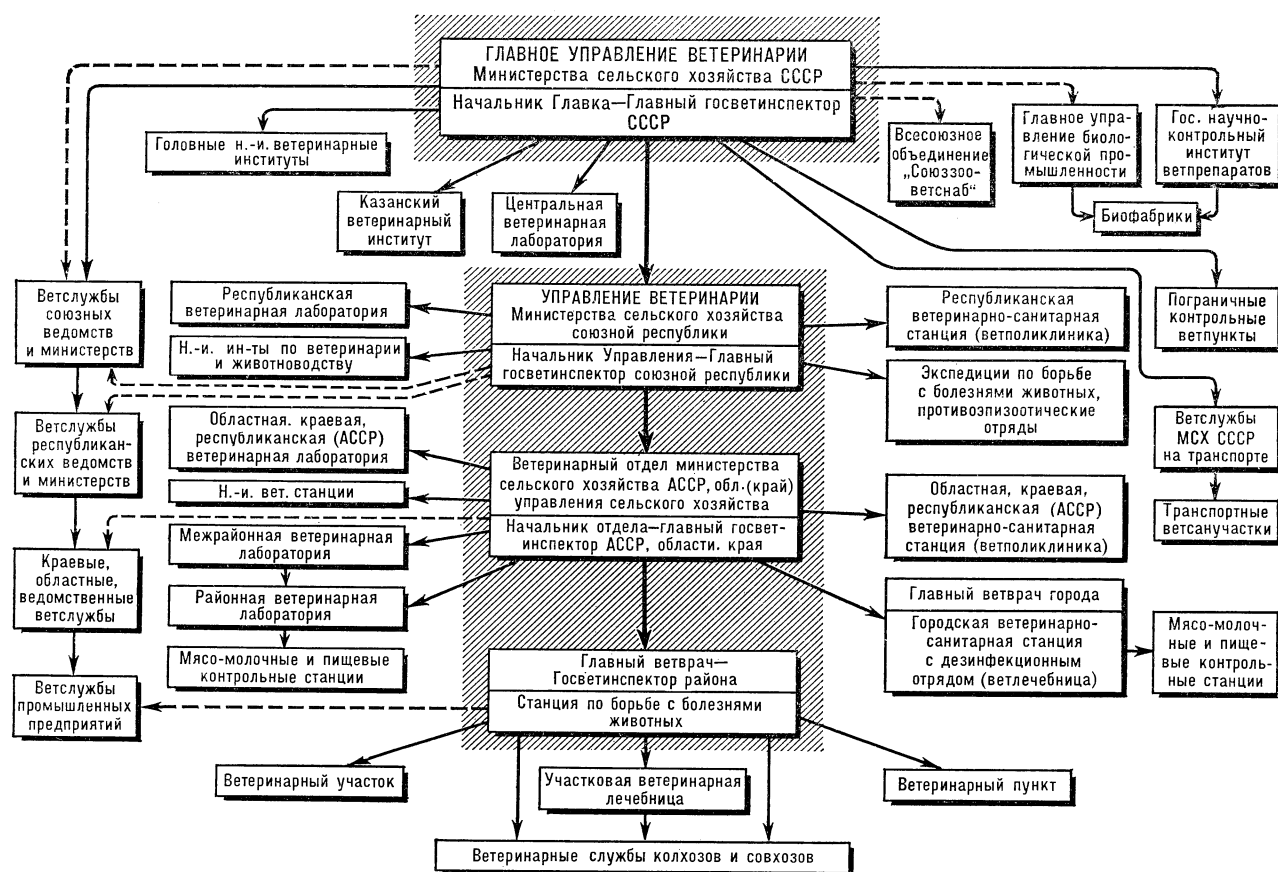 ГЛАВНОЕ УПРАВЛЕНИЕ ВЕТЕРИНАРИИ
Министерства сельского хозяйства СССР
Начальник Главка—Главный госветинспектор
СССР
Головные н.-и. ветеринарные
институты
Казанский
ветеринарный
институт
Центральная
ветеринарная
лаборатория
Всесоюзное
объединение
„Союззоо-
ветснаб“
Главное упра-
вление биоло-
гической про-
мышленности
Гос. научно-
контрольный
институт
ветпрепаратов
Биофабрики
Ветслужбы
союзных
ведомств
и министерств
Республиканская
ветеринарная лаборатория
Н.-и. ин-ты по ветеринарии
и животноводству
УПРАВЛЕНИЕ ВЕТЕРИНАРИИ
Министерства сельского хозяйства
союзной республики
Начальник Управления—Главный
госветинспектор союзной республики
Республиканская
ветеринарно-санитарная
станция (ветполиклиника)
Экспедиции по борьбе
с болезнями животных,
противоэпизоотические
отряды
Пограничные
контрольные
ветпункты
Ветслужбы
республикан-
ских ведомств
и министерств
Областная. краевая,
республиканская (АССР)
ветеринарная лаборатория
Н.-и. вет. станции
Межрайонная ветеринарная
лаборатория
Районная ветеринарная
лаборатория
Мясо-молочные и пищевые
контрольные станции
Ветеринарный отдел министерства
сельского хозяйства АССР, обл.(край)
управления сельского хозяйства
Начальник отдела—главный госвет-
инспектор АССР, области. края
Областная, краевая,
республиканская (АССР)
ветеринарно-санитарная
станция (ветполиклиника)
Ветслужбы
МСХ СССР
на транспорте
Транспортные
ветсанучастки
Краевые,
областные,
ведомственные
ветслужбы
Ветслужбы
промышленных
предприятий
Главный ветврач города
Городская ветеринарно-
санитарная станция
с дезинфекционным
отрядом (ветлечебница)
Мясо-молоч-
ные и пище-
вые контроль-
ные станции
Главный ветврач—
Госветинспектор района
Станция по борьбе с болезнями
животных
Ветеринарный участок
Участковая ветеринарная
лечебница
Ветеринарный пункт
Ветеринарные службы колхозов и совхозов